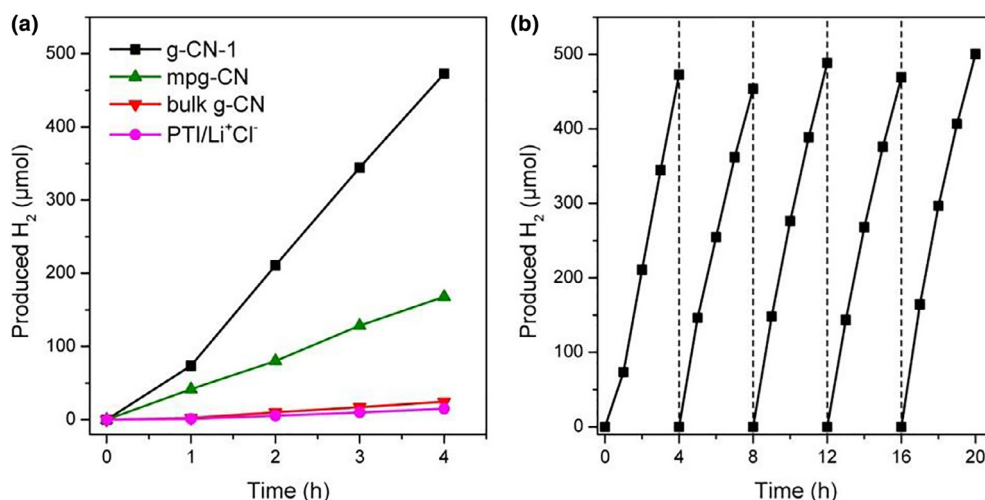 (a)
g-CN-1
mpg-CN
bulk g-CN
PTI/Li⁺Cl⁻
Produced H₂ (μmol)
500
400
300
200
100
0
0 1 2 3 4
Time (h)
(b)
Produced H₂ (μmol)
500
400
300
200
100
0
0 4 8 12 16 20
Time (h)